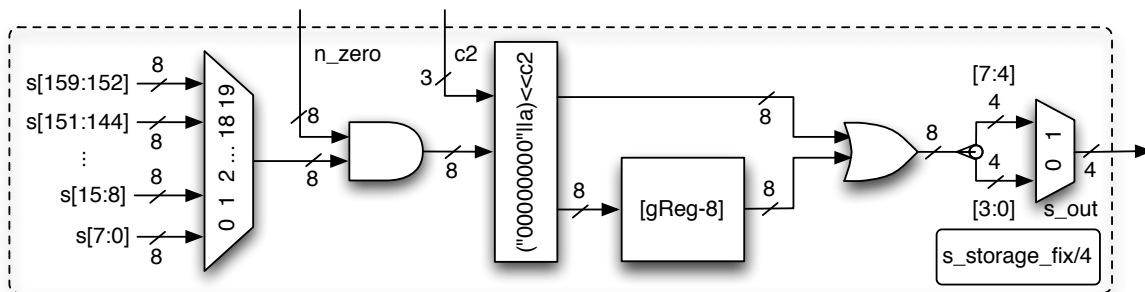 n_zero
c2
s[159:152]
8
s[151:144]
8
...
s[15:8]
8
s[7:0]
8
0 1 2 ... 18 19
8
8
8
3
("00000000"||a)<<c2
8
8
[gReg-8]
8
8
[7:4]
4
4
[3:0]
0 1
4
s_out
s_storage_fix/4